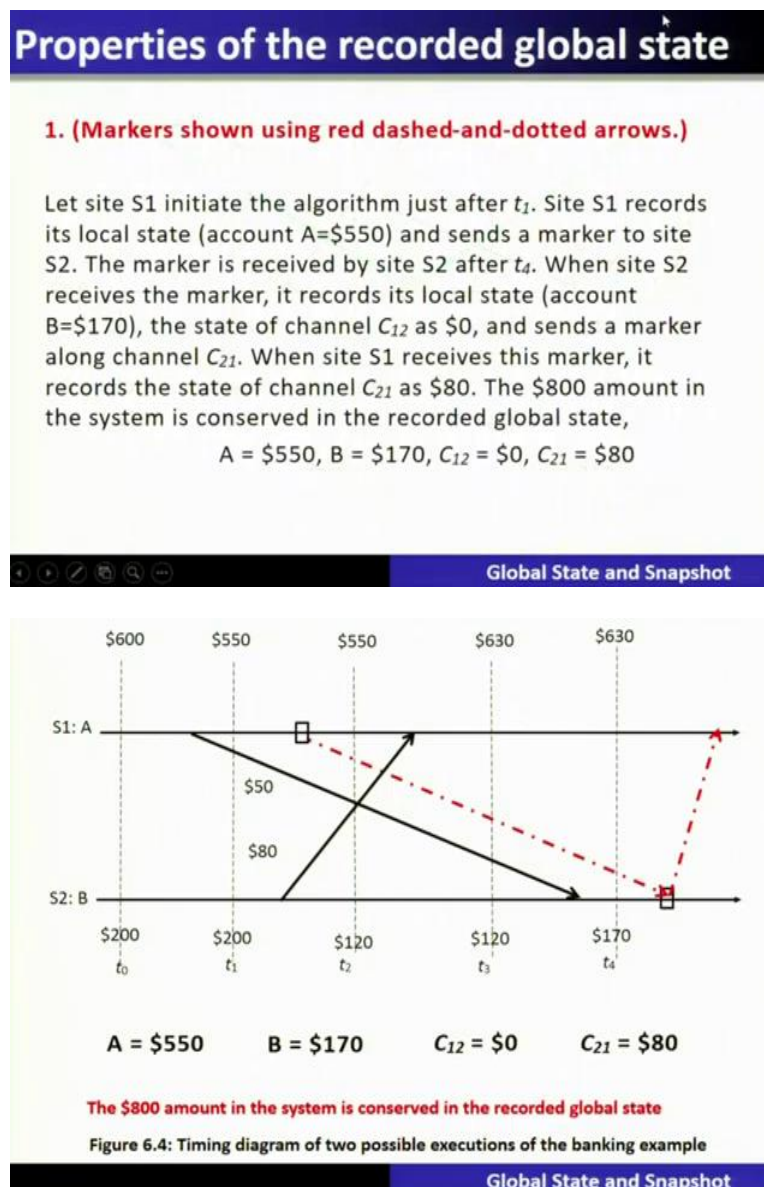 Properties of the recorded global state
1. (Markers shown using red dashed-and-dotted arrows.)
Let site S1 initiate the algorithm just after t1. Site S1 records
its local state (account A=$550) and sends a marker to site
S2. The marker is received by site S2 after t4. When site S2
receives the marker, it records its local state (account
B=$170), the state of channel C12 as $0, and sends a marker
along channel C21. When site S1 receives this marker, it
records the state of channel C21 as $80. The $800 amount in
the system is conserved in the recorded global state,
A = $550, B = $170, C12 = $0, C21 = $80
Global State and Snapshot
$600 $550 $550 $630 $630
S1: A
$50
$80
S2: B
$200 $200 $120 $120 $170
t0 t1 t2 t3 t4
A = $550 B = $170 C12 = $0 C21 = $80
The $800 amount in the system is conserved in the recorded global state
Figure 6.4: Timing diagram of two possible executions of the banking example
Global State and Snapshot